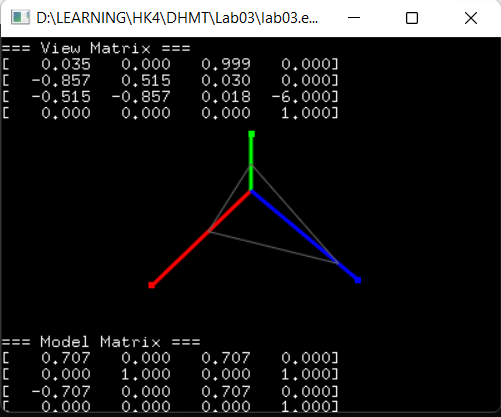 D:\LEARNING\HK4\DHMT\Lab03\lab03.e...
=== View Matrix ===
[ 0.035 0.000 0.999 0.000]
[ -0.857 0.515 0.030 0.000]
[ -0.515 -0.857 0.018 -6.000]
[ 0.000 0.000 0.000 1.000]
=== Model Matrix ===
[ 0.707 0.000 0.707 0.000]
[ 0.000 1.000 0.000 1.000]
[ -0.707 0.000 0.707 0.000]
[ 0.000 0.000 0.000 1.000]